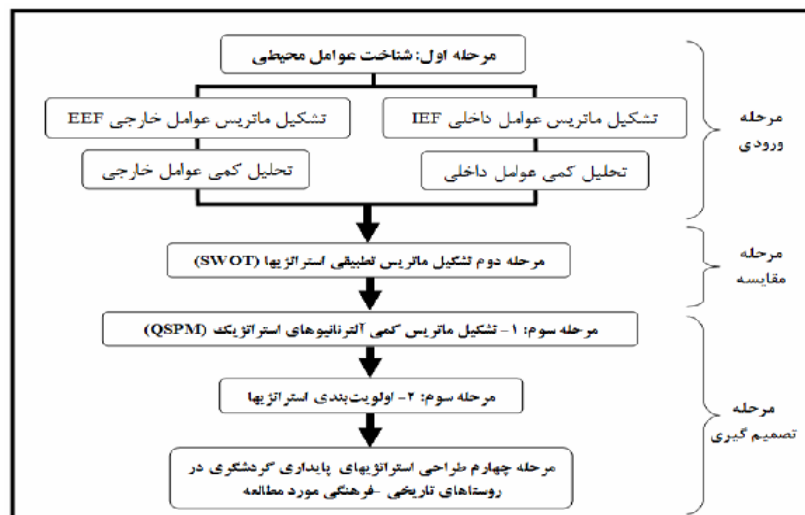 مرحله اول: شناخت عوامل محیطی
تشکیل ماتریس عوامل داخلی IEF
تشکیل ماتریس عوامل خارجی EEF
تحلیل کمی عوامل داخلی
تحلیل کمی عوامل خارجی
مرحله
ورودی
مرحله دوم تشکیل ماتریس تطبیقی استراتژیها (SWOT)
مرحله
مقایسه
مرحله سوم: ۱- تشکیل ماتریس کمی آلترناتیوهای استراتژیک (QSPM)
مرحله سوم: ۲- اولویت‌بندی استراتژیها
مرحله چهارم طراحی استراتژیهای پایداری گردشگری در
روستاهای تاریخی -فرهنگی مورد مطالعه
مرحله
تصمیم گیری